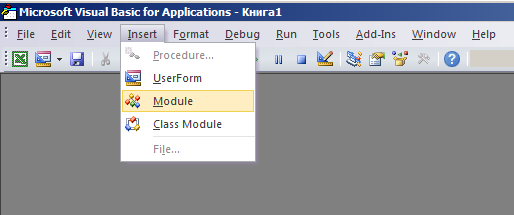 Microsoft Visual Basic for Applications - Книга1
File Edit View Insert Format Debug Run Tools Add-Ins Window Help
Procedure...
UserForm
Module
Class Module
File...